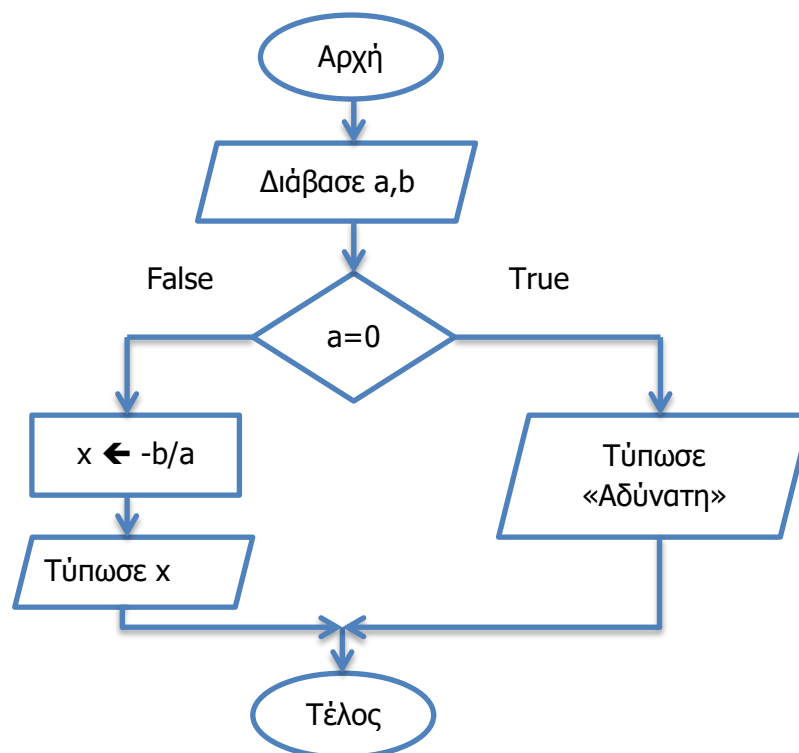 Αρχή
Διάβασε a,b
False
True
a=0
x 🡸 -b/a
Τύπωσε
«Αδύνατη»
Τύπωσε x
Τέλος